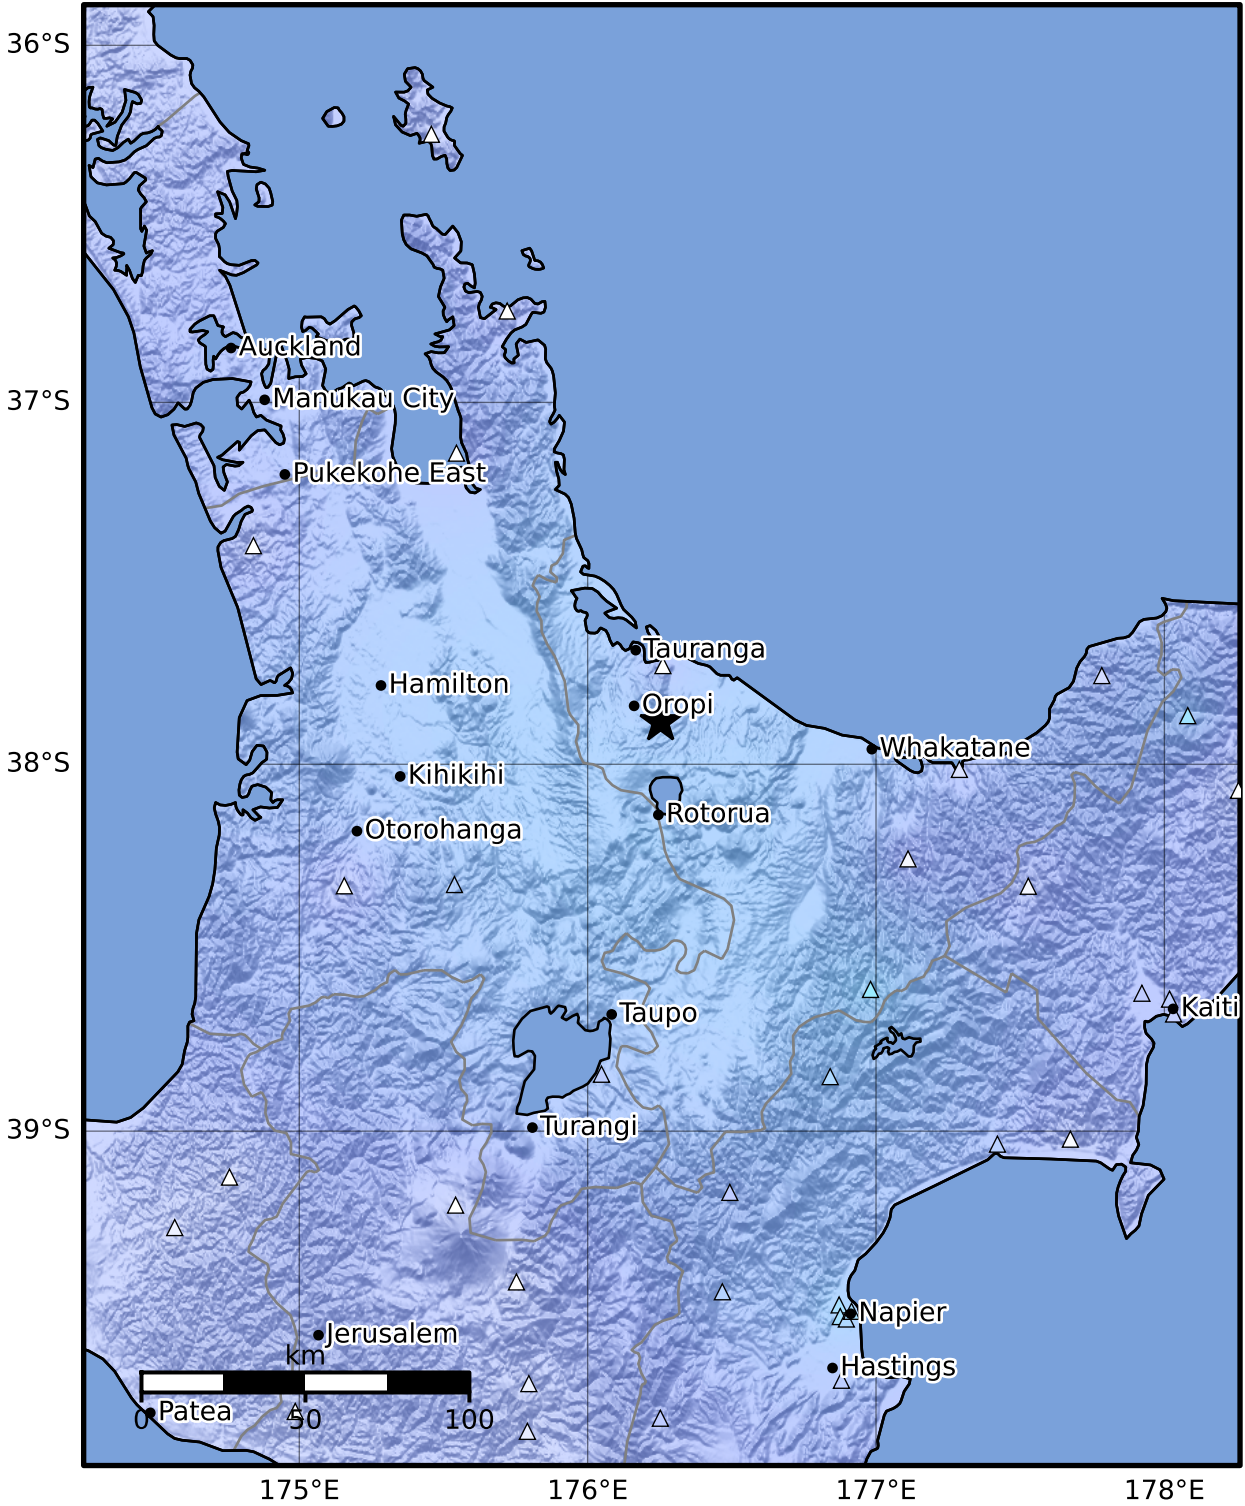 36°S
Auckland
37°S
Manukau City
Pukekohe East
Tauranga
Hamilton
Oropi
38°S
Whakatane
Kihikihi
Rotorua
Otorohanga
Taupo
Kaiti
39°S
Turangi
Napier
Jerusalem
km
Hastings
Patea
0 50 100
175°E 176°E 177°E 178°E